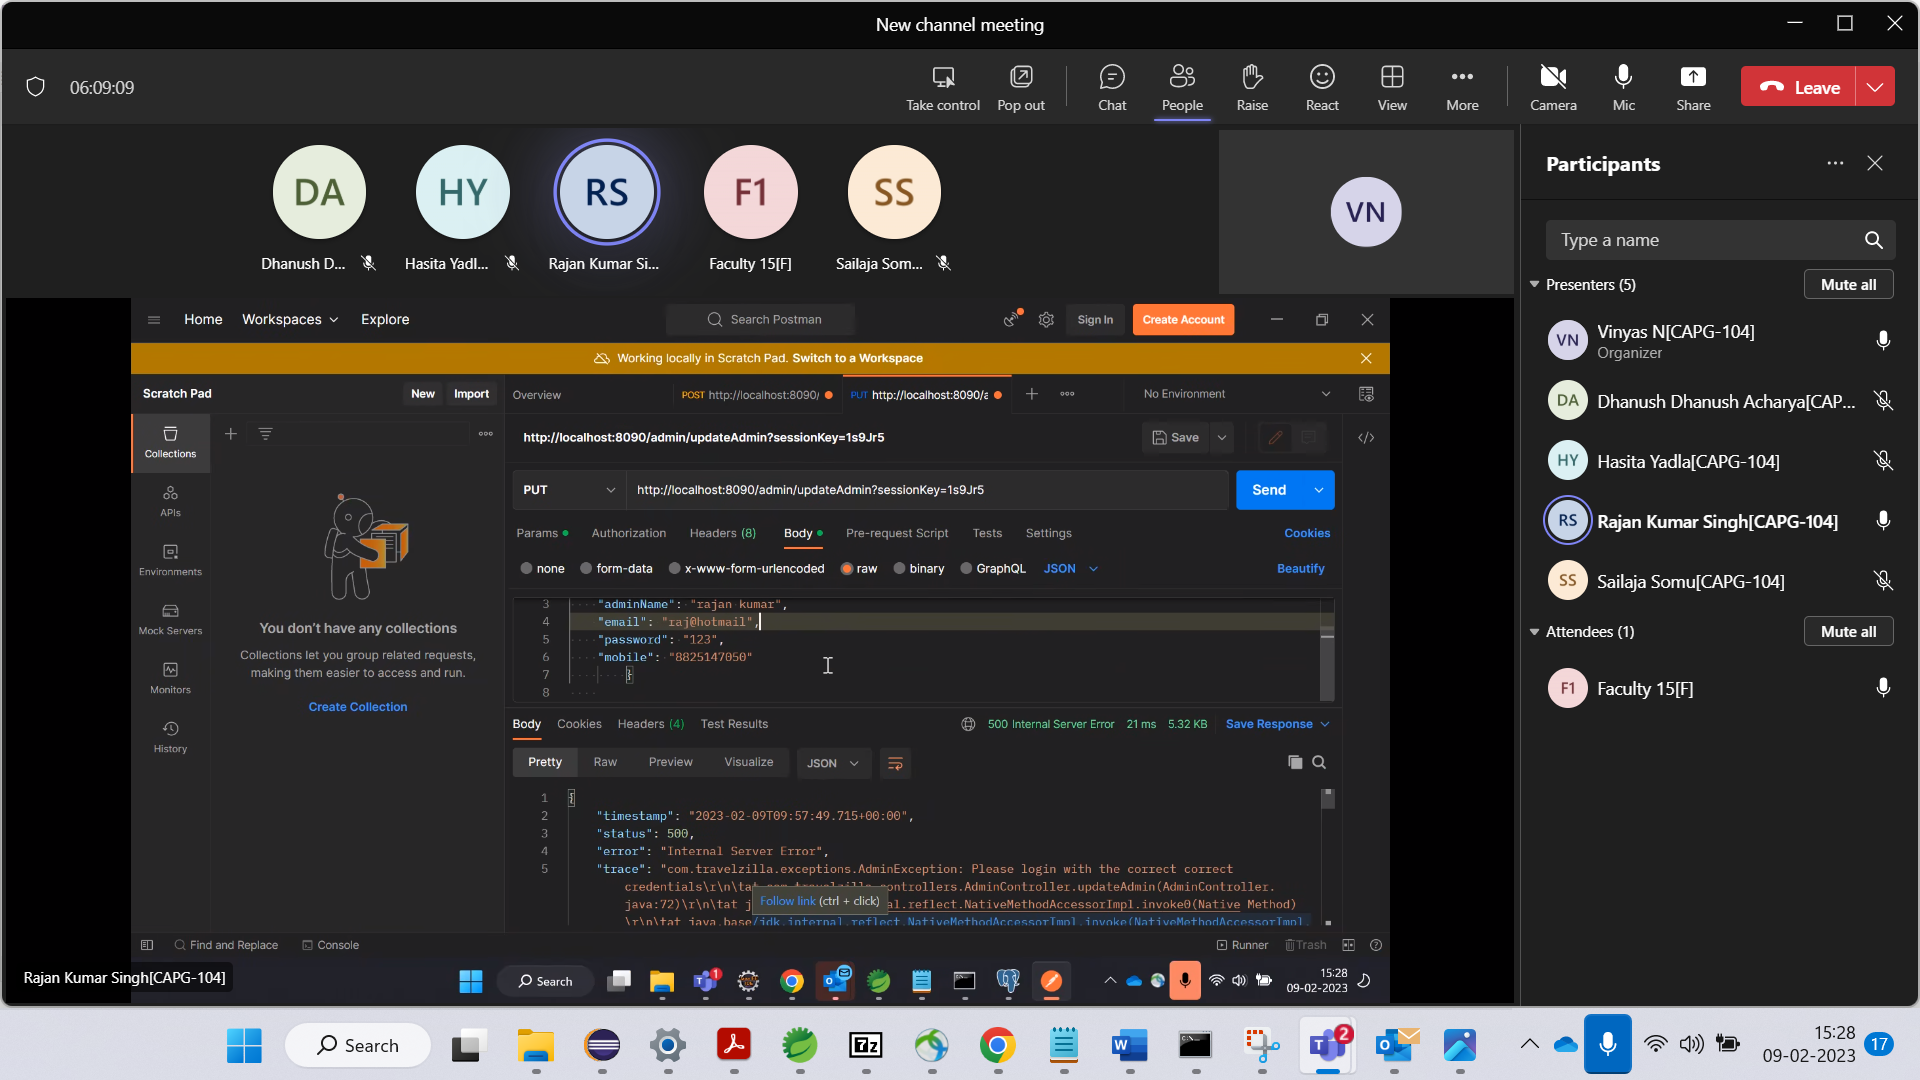 New channel meeting
06:09:09
Take control
Pop out
Chat
People
Raise
React
View
More
Camera
Mic
Share
Leave
DA
HY
RS
F1
SS
VN
Dhanush D...
Hasita Yadl...
Rajan Kumar Si...
Faculty 15[F]
Sailaja Som...
Participants
Type a name
Presenters (5)
Mute all
VN
Vinyas N[CAPG-104]
Organizer
DA
Dhanush Dhanush Acharya[CAP...
HY
Hasita Yadla[CAPG-104]
RS
Rajan Kumar Singh[CAPG-104]
SS
Sailaja Somu[CAPG-104]
Attendees (1)
Mute all
F1
Faculty 15[F]
Home
Workspaces
Explore
Search Postman
Sign In
Create Account
Working locally in Scratch Pad. Switch to a Workspace
Scratch Pad
New
Import
Overview
POST http://localhost:8090/
PUT http://localhost:8090/a
No Environment
Collections
APIs
Environments
Mock Servers
Monitors
History
You don't have any collections
Collections let you group related requests,
making them easier to access and run.
Create Collection
http://localhost:8090/admin/updateAdmin?sessionKey=1s9Jr5
Save
PUT
http://localhost:8090/admin/updateAdmin?sessionKey=1s9Jr5
Send
Params
Authorization
Headers (8)
Body
Pre-request Script
Tests
Settings
Cookies
none
form-data
x-www-form-urlencoded
raw
binary
GraphQL
JSON
Beautify
3 "adminName": "rajan kumar",
4 "email": "raj@hotmail",
5 "password": "123",
6 "mobile": "8825147050"
7 }
8
Body
Cookies
Headers (4)
Test Results
500 Internal Server Error
21 ms
5.32 KB
Save Response
Pretty
Raw
Preview
Visualize
JSON
1 {
2 "timestamp": "2023-02-09T09:57:49.715+00:00",
3 "status": 500,
4 "error": "Internal Server Error",
5 "trace": "com.travelzilla.exceptions.AdminException: Please login with the correct correct
credentials\r\n\tat com.travelzilla.controllers.AdminController.updateAdmin(AdminController.
java:72)\r\n\tat j
al.reflect.NativeMethodAccessorImpl.invoke0(Native Method)
\r\n\tat java.base/jdk.internal.reflect.NativeMethodAccessorImpl.invoke(NativeMethodAccessorImpl.
Follow link (ctrl + click)
Find and Replace
Console
Runner
Trash
Rajan Kumar Singh[CAPG-104]
Search
1
15:28
09-02-2023
Search
7z
W
2
15:28
09-02-2023
17